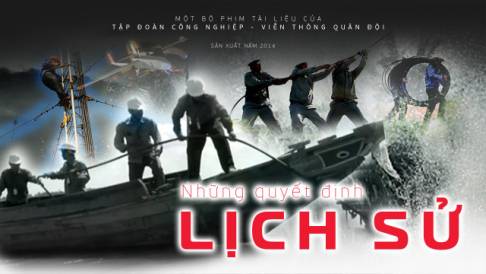 MỘT BỘ PHIM TÀI LIỆU CỦA
TẬP ĐOÀN CÔNG NGHIỆP - VIỄN THÔNG QUÂN ĐỘI
SẢN XUẤT NĂM 2014
Những quyết định
LỊCH SỬ